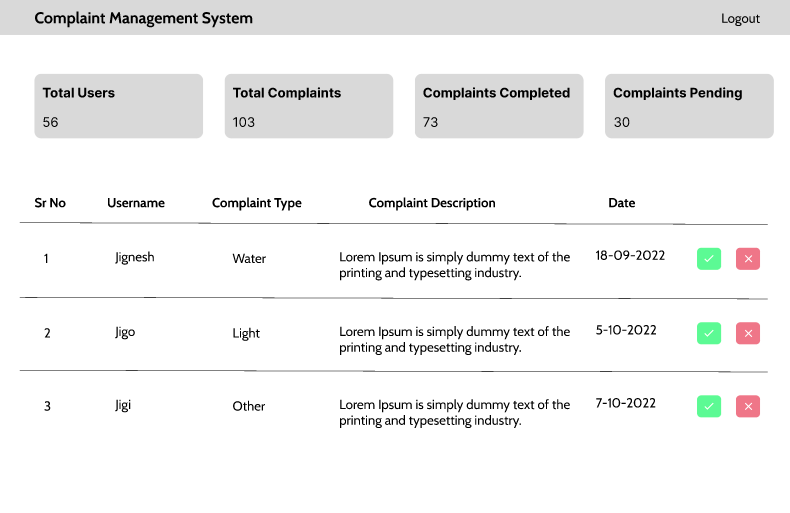 Complaint Management System Logout
Total Users Total Complaints Complaints Completed Complaints Pending
56 103 73 30
Sr No Username Complaint Type Complaint Description Date
1 Jignesh Water Lorem Ipsum is simply dummy text of the 18-09-2022
printing and typesetting industry.
2 Jigo Light Lorem Ipsum is simply dummy text of the 5-10-2022
printing and typesetting industry.
3 Jigi Other Lorem Ipsum is simply dummy text of the 7-10-2022
printing and typesetting industry.